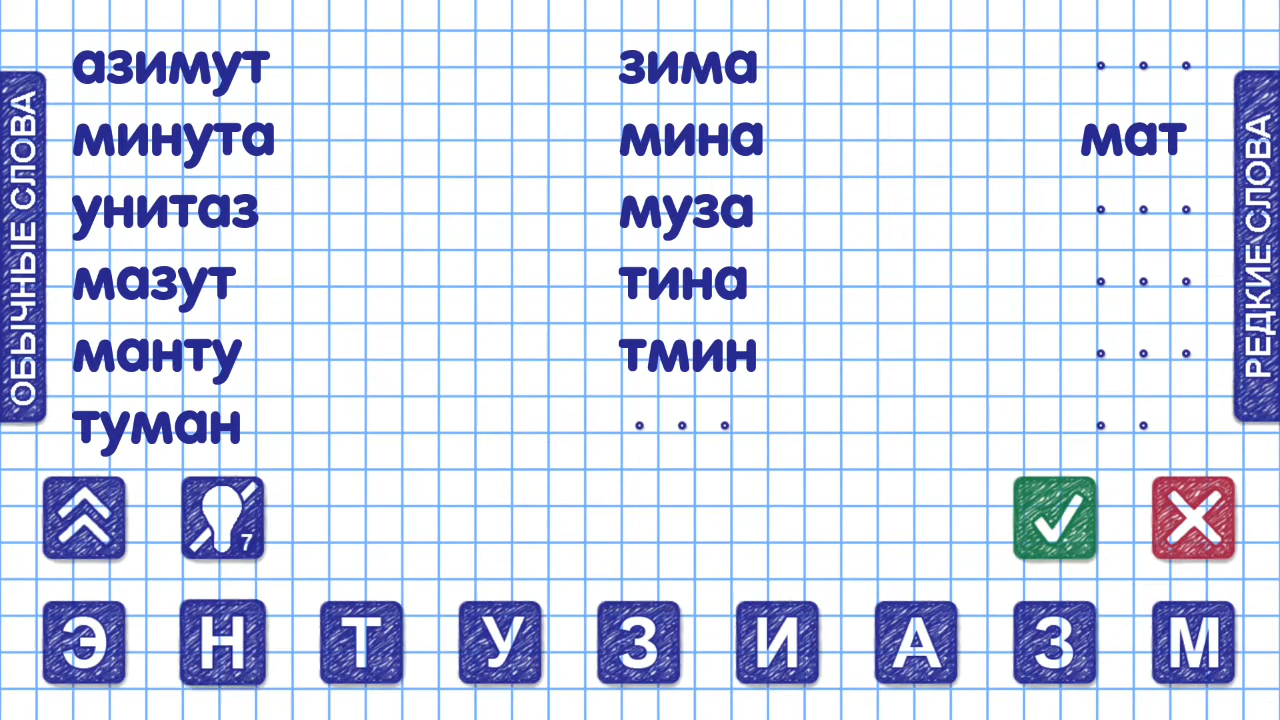 азимут
минута
унитаз
мазут
манту
туман
зима
мина
муза
тина
тмин
мат
ОБЫЧНЫЕ СЛОВА
РЕДКИЕ СЛОВА
7
Э Н Т У З И А З М